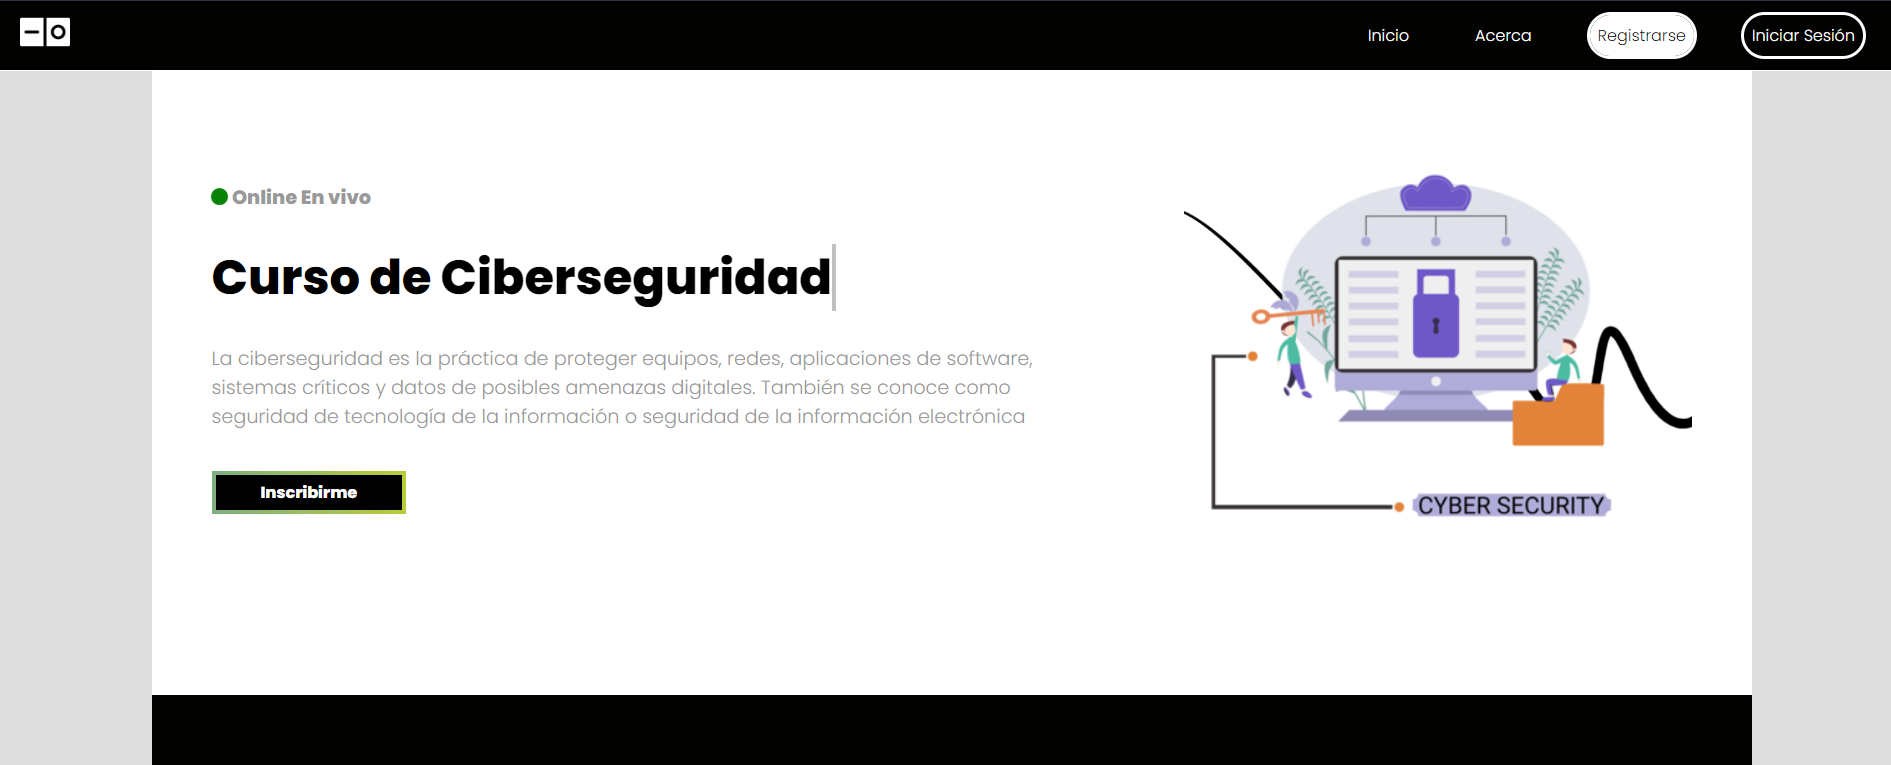 Inicio
Acerca
Registrarse
Iniciar Sesión
Online En vivo
Curso de Ciberseguridad
La ciberseguridad es la práctica de proteger equipos, redes, aplicaciones de software,
sistemas críticos y datos de posibles amenazas digitales. También se conoce como
seguridad de tecnología de la información o seguridad de la información electrónica
Inscribirme
CYBER SECURITY